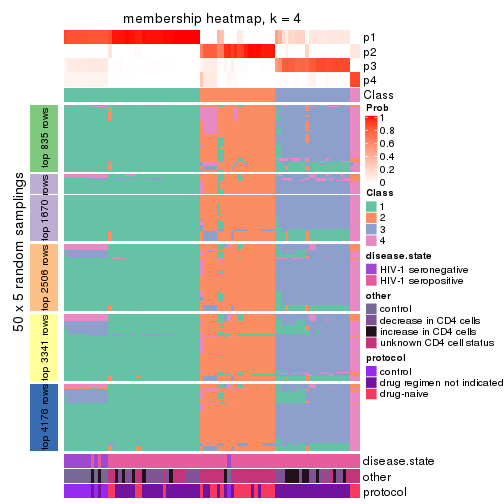 membership heatmap, k = 4
p1
p2
p3
p4
Class
50 x 5 random samplings
top 835 rows
top 1670 rows
top 2506 rows
top 3341 rows
top 4176 rows
Prob
1
0.8
0.6
0.4
0.2
0
Class
1
2
3
4
disease.state
HIV-1 seronegative
HIV-1 seropositive
other
control
decrease in CD4 cells
increase in CD4 cells
unknown CD4 cell status
protocol
control
drug regimen not indicated
drug-naive
disease.state
other
protocol